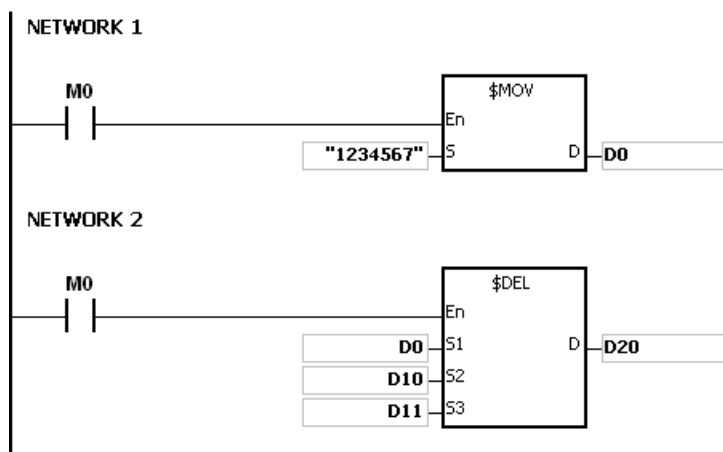 NETWORK 1
M0
$MOV
En
"1234567" S D D0
NETWORK 2
M0
$DEL
En
D0 S1 D D20
D10 S2
D11 S3